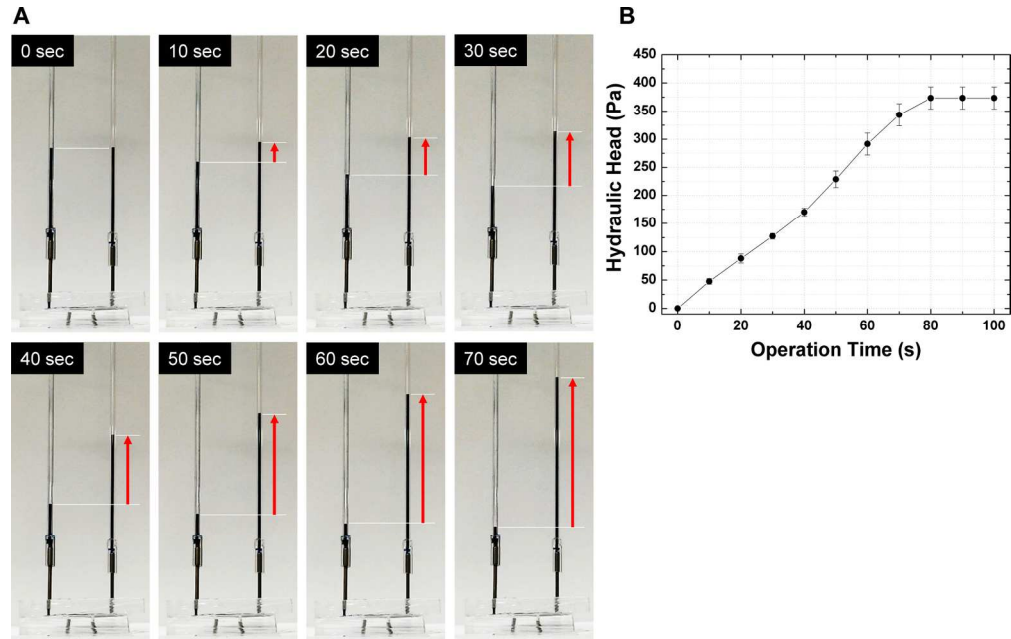 A
0 sec
10 sec
20 sec
30 sec
40 sec
50 sec
60 sec
70 sec
B
Hydraulic Head (Pa)
450
400
350
300
250
200
150
100
50
0
0 20 40 60 80 100
Operation Time (s)